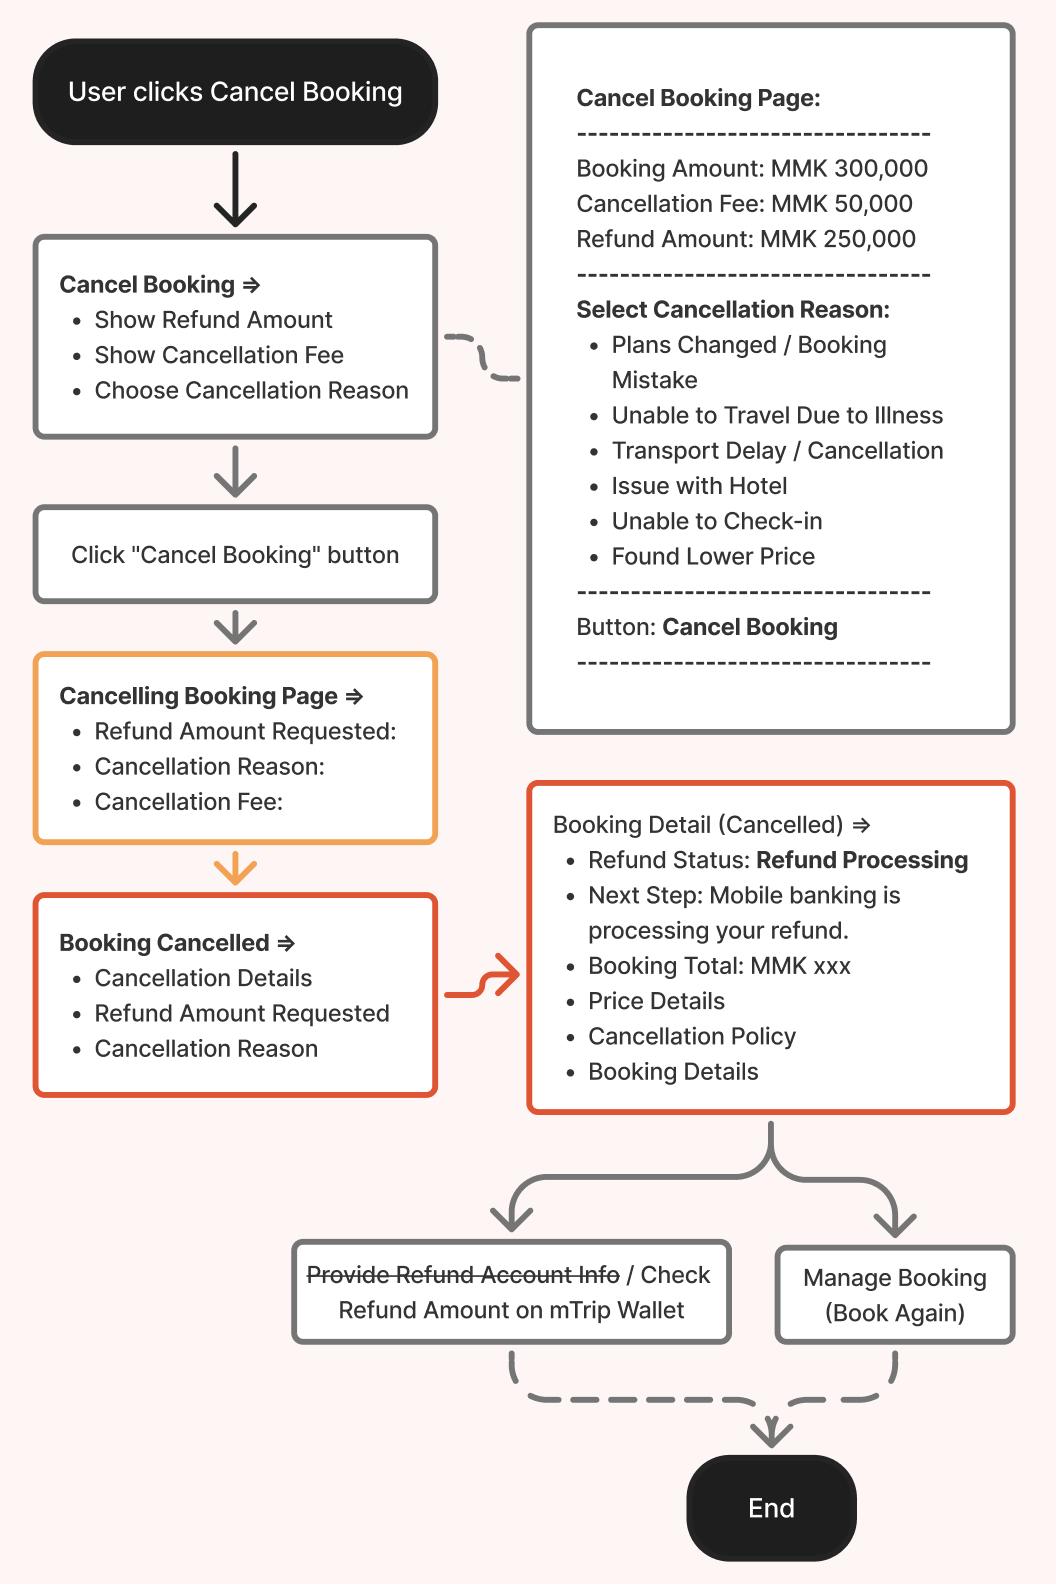 User clicks Cancel Booking
Cancel Booking ⇒
• Show Refund Amount
• Show Cancellation Fee
• Choose Cancellation Reason
Click "Cancel Booking" button
Cancelling Booking Page ⇒
• Refund Amount Requested:
• Cancellation Reason:
• Cancellation Fee:
Booking Cancelled ⇒
• Cancellation Details
• Refund Amount Requested
• Cancellation Reason
Cancel Booking Page:
---------------------------------
Booking Amount: MMK 300,000
Cancellation Fee: MMK 50,000
Refund Amount: MMK 250,000
---------------------------------
Select Cancellation Reason:
• Plans Changed / Booking
Mistake
• Unable to Travel Due to Illness
• Transport Delay / Cancellation
• Issue with Hotel
• Unable to Check-in
• Found Lower Price
---------------------------------
Button: Cancel Booking
---------------------------------
Booking Detail (Cancelled) ⇒
• Refund Status: Refund Processing
• Next Step: Mobile banking is
processing your refund.
• Booking Total: MMK xxx
• Price Details
• Cancellation Policy
• Booking Details
Provide Refund Account Info / Check
Refund Amount on mTrip Wallet
Manage Booking
(Book Again)
End